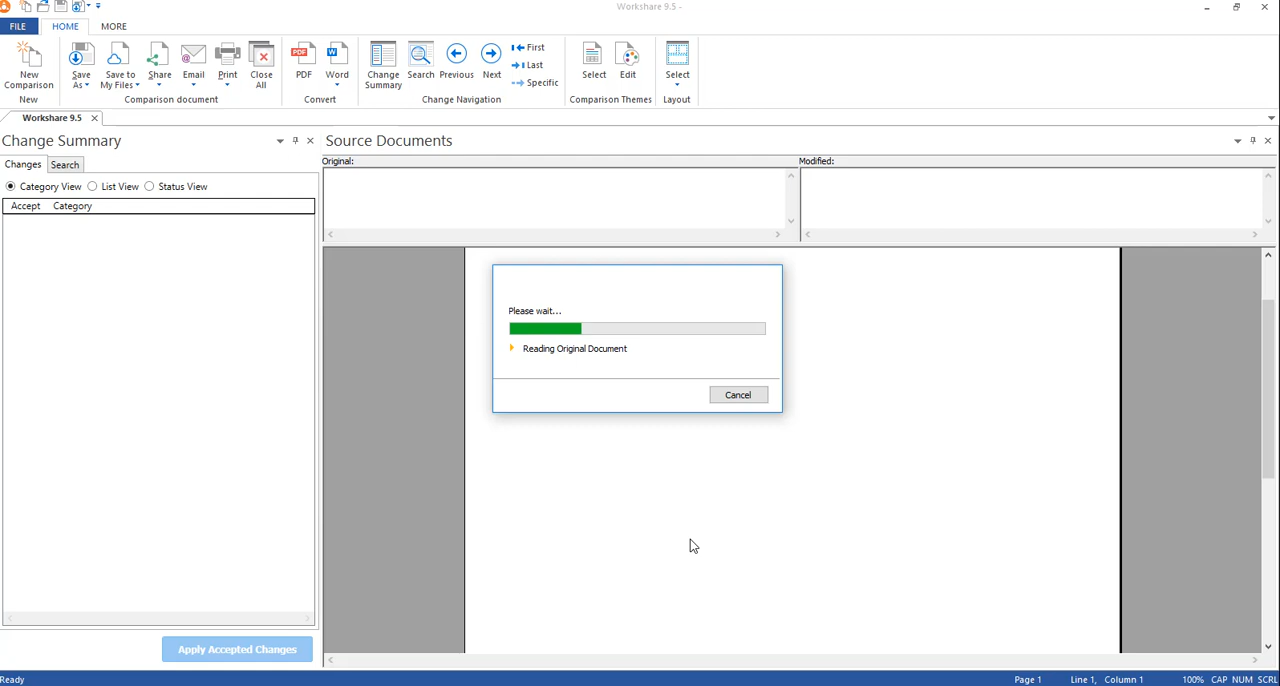 Workshare 9.5 -
FILE HOME MORE
New Comparison
Save As
Save to My Files
Share
Email
Print
Close All
PDF
Word
Change Summary
Search
Previous
Next
First
Last
Specific
Select
Edit
Select
New
Comparison document
Convert
Change Navigation
Comparison Themes
Layout
Workshare 9.5
Change Summary
Source Documents
Changes Search
Original:
Modified:
Category View List View Status View
Accept Category
Please wait...
Reading Original Document
Cancel
Apply Accepted Changes
Ready
Page 1 Line 1, Column 1 100% CAP NUM SCRL